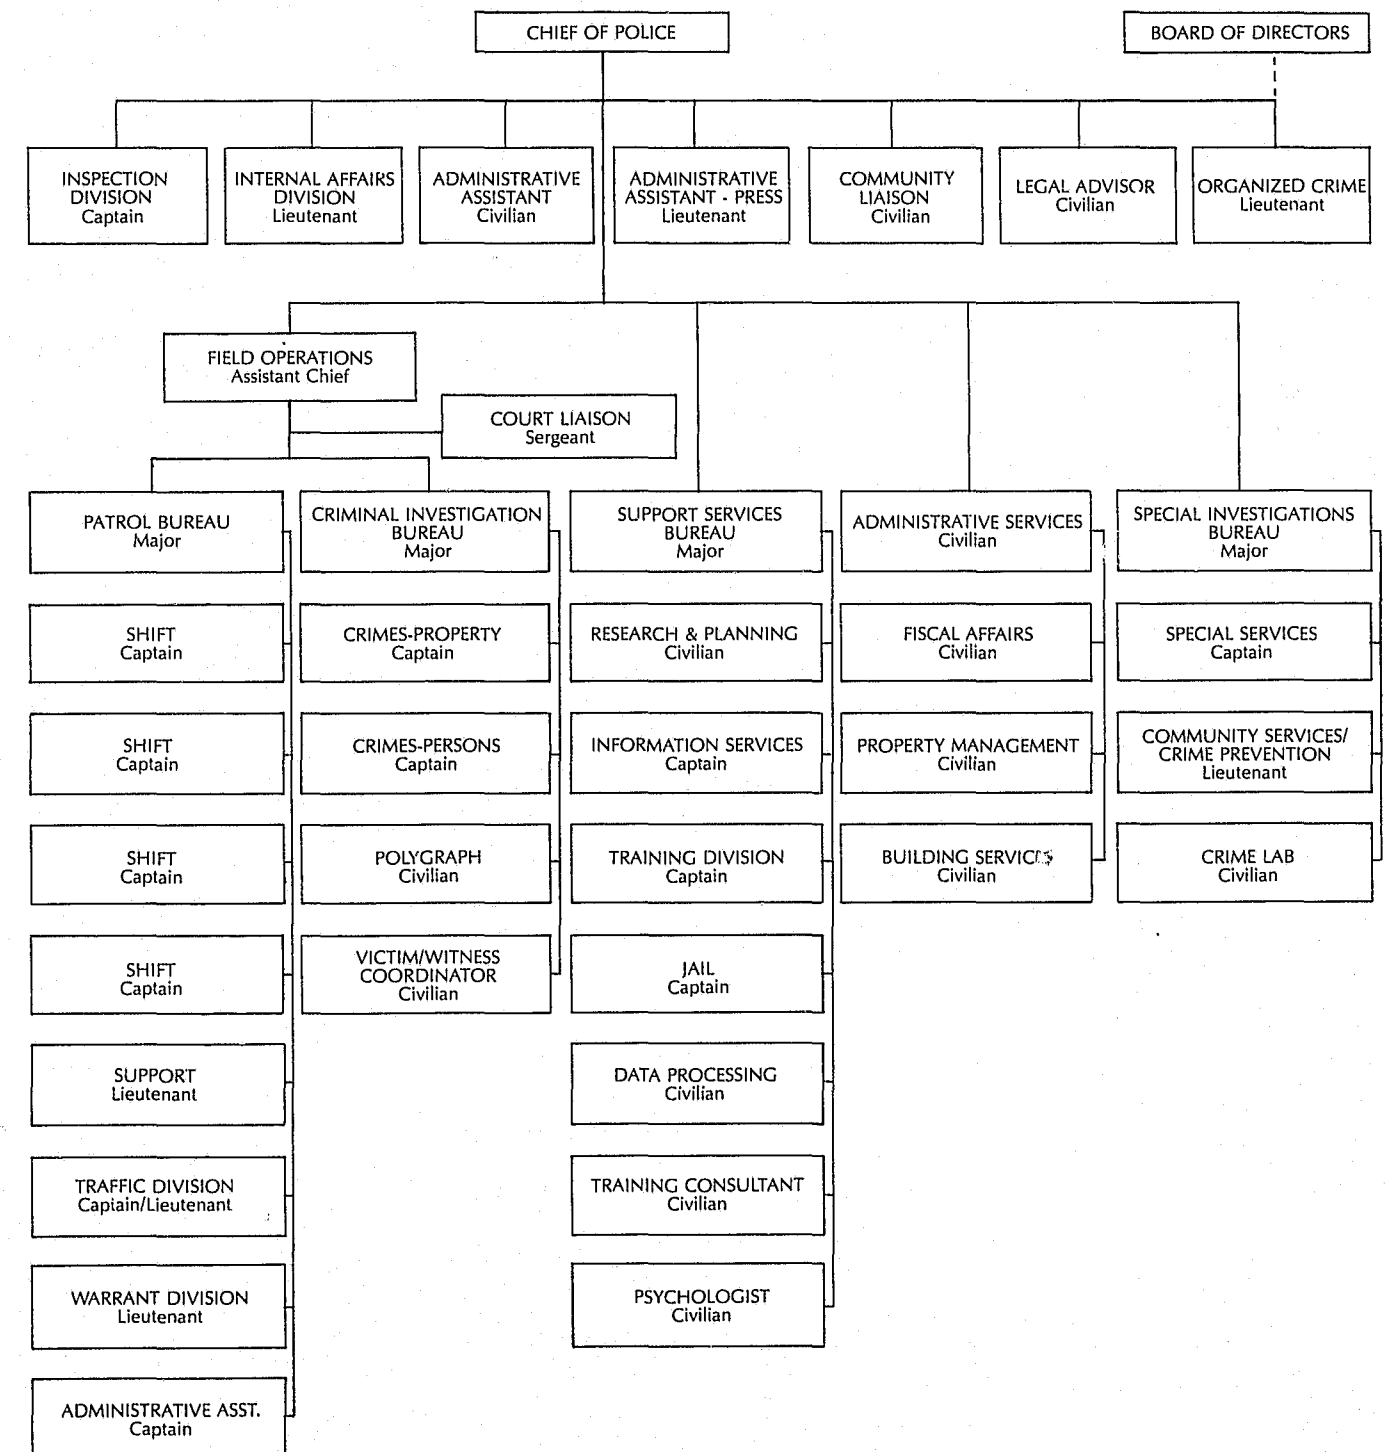 CHIEF OF POLICE
BOARD OF DIRECTORS
INSPECTION
DIVISION
Captain
INTERNAL AFFAIRS
DIVISION
Lieutenant
ADMINISTRATIVE
ASSISTANT
Civilian
ADMINISTRATIVE
ASSISTANT - PRESS
Lieutenant
COMMUNITY
LIAISON
Civilian
LEGAL ADVISOR
Civilian
ORGANIZED CRIME
Lieutenant
FIELD OPERATIONS
Assistant Chief
COURT LIAISON
Sergeant
PATROL BUREAU
Major
SHIFT
Captain
SHIFT
Captain
SHIFT
Captain
SHIFT
Captain
SUPPORT
Lieutenant
TRAFFIC DIVISION
Captain/Lieutenant
WARRANT DIVISION
Lieutenant
ADMINISTRATIVE ASST.
Captain
CRIMINAL INVESTIGATION
BUREAU
Major
CRIMES-PROPERTY
Captain
CRIMES-PERSONS
Captain
POLYGRAPH
Civilian
VICTIM/WITNESS
COORDINATOR
Civilian
SUPPORT SERVICES
BUREAU
Major
RESEARCH & PLANNING
Civilian
INFORMATION SERVICES
Captain
TRAINING DIVISION
Captain
JAIL
Captain
DATA PROCESSING
Civilian
TRAINING CONSULTANT
Civilian
PSYCHOLOGIST
Civilian
ADMINISTRATIVE SERVICES
Civilian
FISCAL AFFAIRS
Civilian
PROPERTY MANAGEMENT
Civilian
BUILDING SERVICES
Civilian
SPECIAL INVESTIGATIONS
BUREAU
Major
SPECIAL SERVICES
Captain
COMMUNITY SERVICES/
CRIME PREVENTION
Lieutenant
CRIME LAB
Civilian